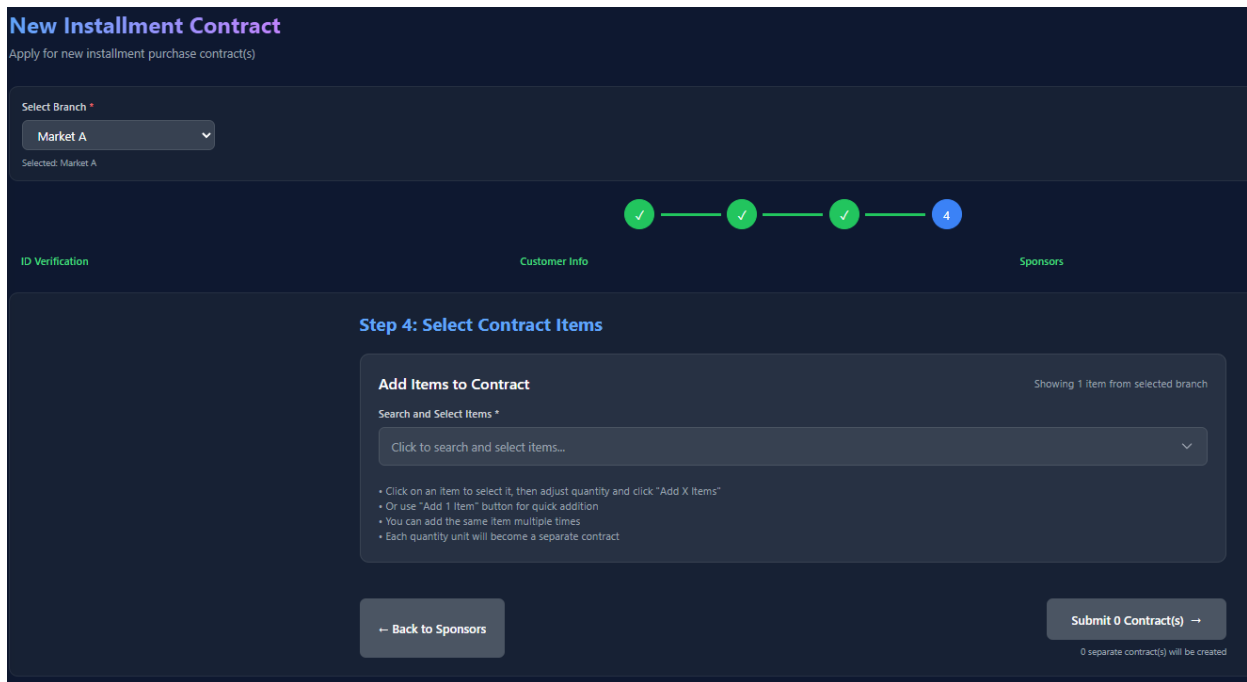 New Installment Contract
Apply for new installment purchase contract(s)
Select Branch *
Market A
Selected: Market A
✓ ✓ ✓ 4
ID Verification Customer Info Sponsors
Step 4: Select Contract Items
Add Items to Contract Showing 1 item from selected branch
Search and Select Items *
Click to search and select items...
• Click on an item to select it, then adjust quantity and click "Add X Items"
• Or use "Add 1 Item" button for quick addition
• You can add the same item multiple times
• Each quantity unit will become a separate contract
← Back to Sponsors Submit 0 Contract(s) →
0 separate contract(s) will be created